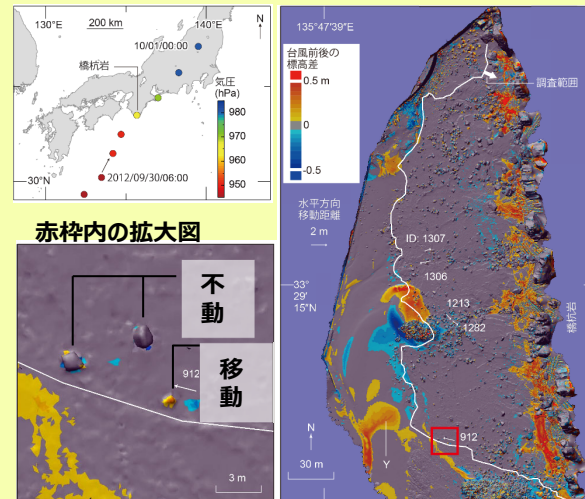 130°E
200 km
140°E
N
10/01/00:00
橋杭岩
気圧
(hPa)
980
970
960
950
2012/09/30/06:00
30°N
赤枠内の拡大図
不動
移動
912
3 m
135°47′39″E
台風前後の
標高差
0.5 m
0
-0.5
調査範囲
水平方向
移動距離
2 m
ID: 1307
1306
33°
29′
15″N
1213
1282
橋杭岩
912
N
30 m
Y